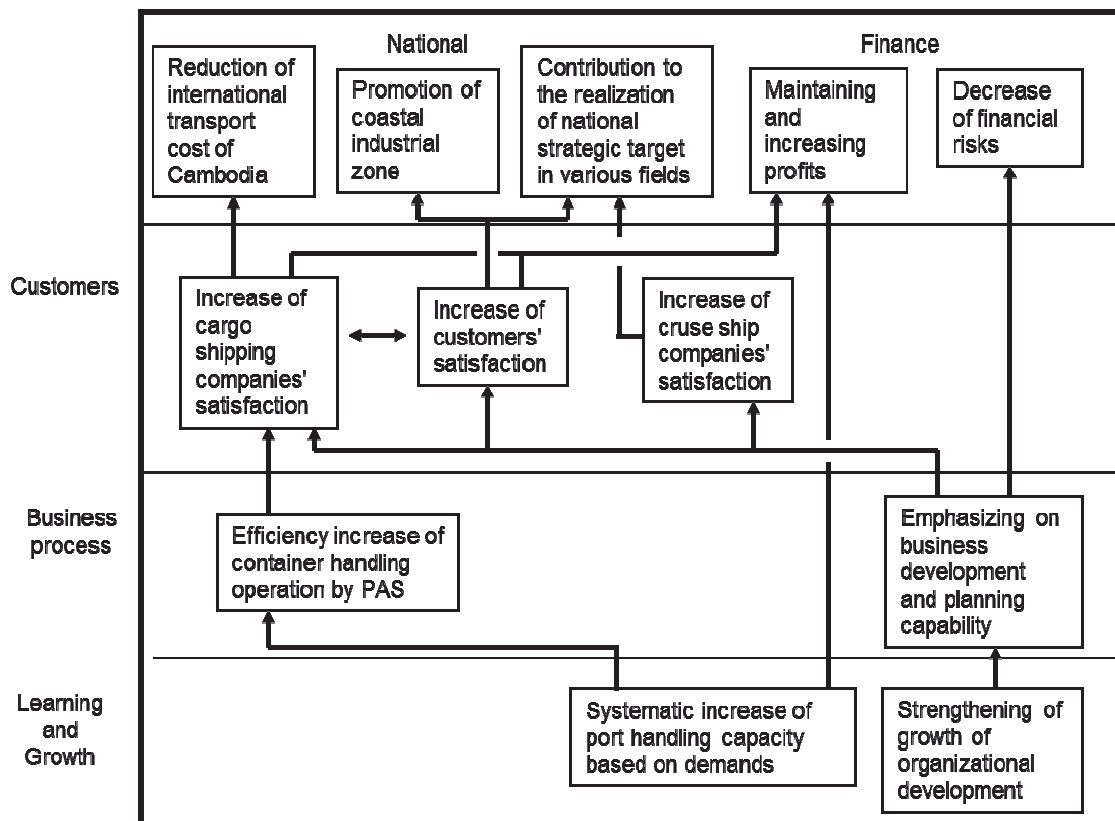 National
Finance
Reduction of
international
transport
cost of
Cambodia
Promotion of
coastal
industrial
zone
Contribution to
the realization
of national
strategic target
in various fields
Maintaining
and
increasing
profits
Decrease
of financial
risks
Customers
Increase of
cargo
shipping
companies'
satisfaction
Increase of
customers'
satisfaction
Increase of
cruse ship
companies'
satisfaction
Business
process
Efficiency increase of
container handling
operation by PAS
Emphasizing on
business
development
and planning
capability
Learning
and
Growth
Systematic increase of
port handling capacity
based on demands
Strengthening of
growth of
organizational
development